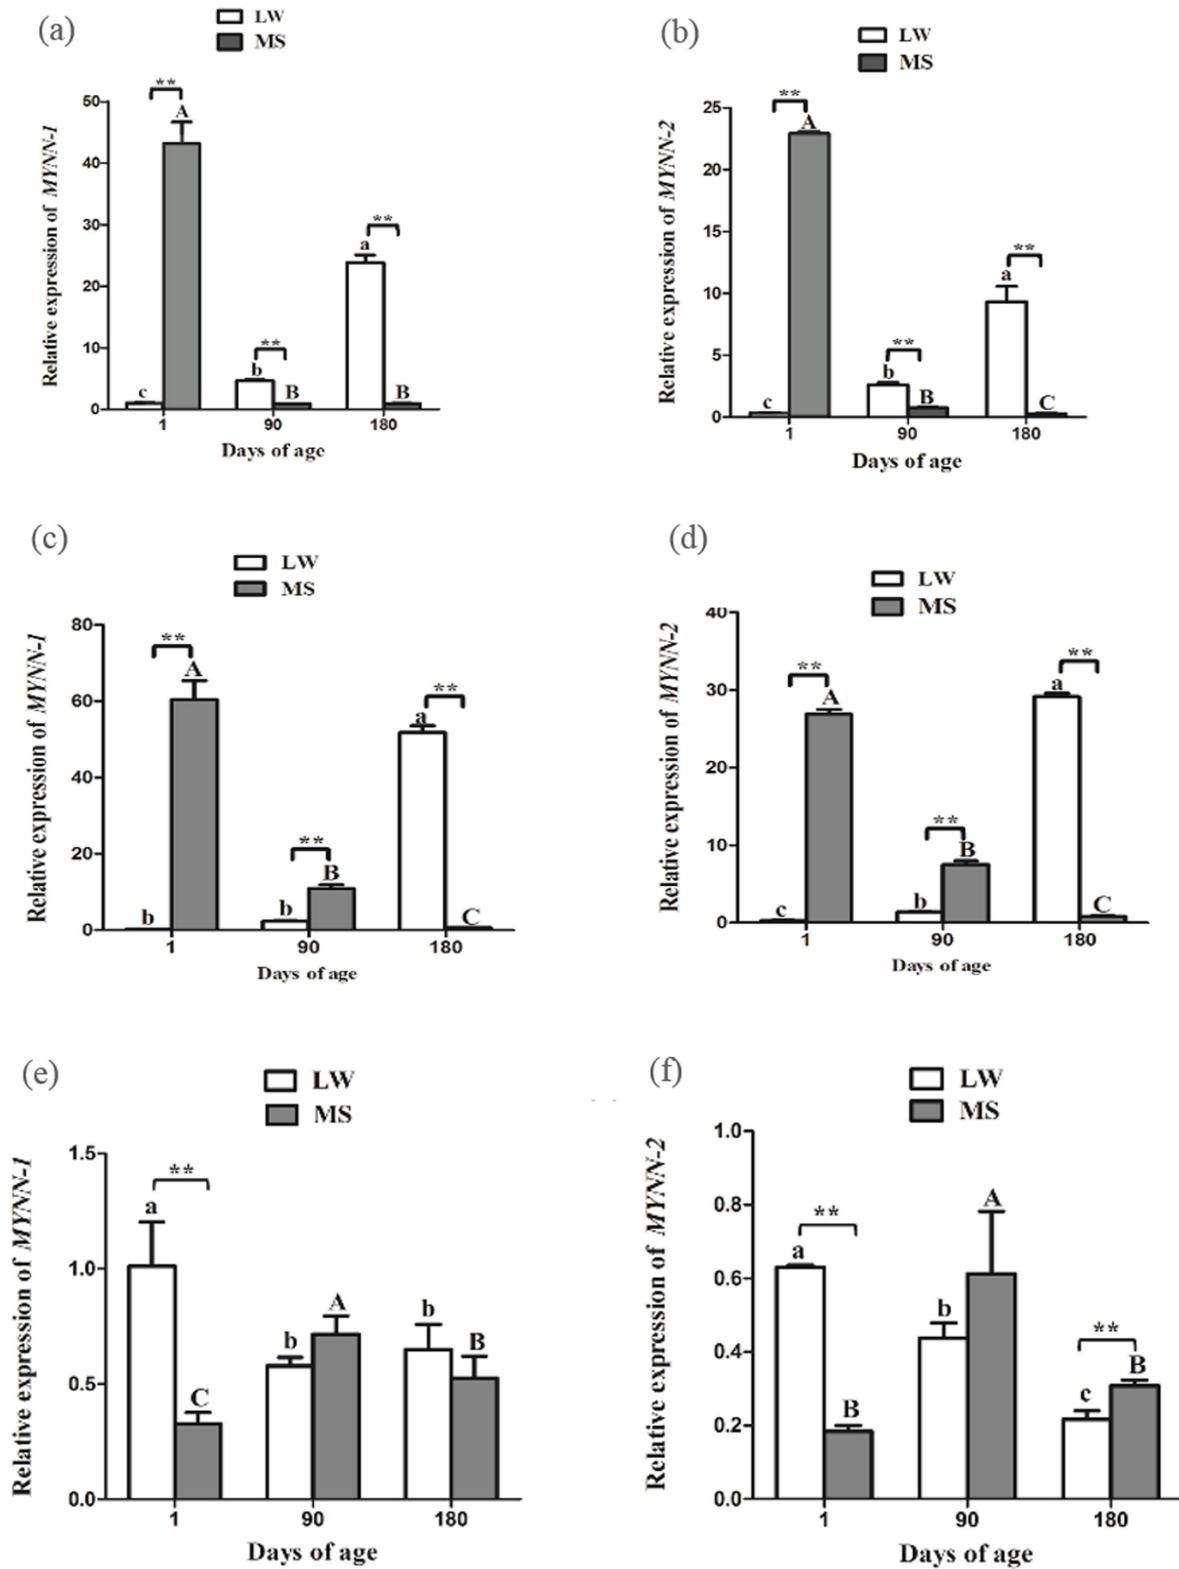 (a)
LW
MS
Relative expression of MYNN-1
50
40
30
20
10
0
**
A
c
**
b
B
**
a
B
1
90
180
Days of age
(b)
LW
MS
Relative expression of MYNN-2
25
20
15
10
5
0
**
A
c
**
b
B
**
a
C
1
90
180
Days of age
(c)
LW
MS
Relative expression of MYNN-1
80
60
40
20
0
**
A
b
**
b
B
**
a
C
1
90
180
Days of age
(d)
LW
MS
Relative expression of MYNN-2
40
30
20
10
0
**
A
c
**
b
B
**
a
C
1
90
180
Days of age
(e)
LW
MS
Relative expression of MYNN-1
1.5
1.0
0.5
0.0
**
a
C
b
A
b
B
1
90
180
Days of age
(f)
LW
MS
Relative expression of MYNN-2
1.0
0.8
0.6
0.4
0.2
0.0
**
a
B
b
A
**
c
B
1
90
180
Days of age